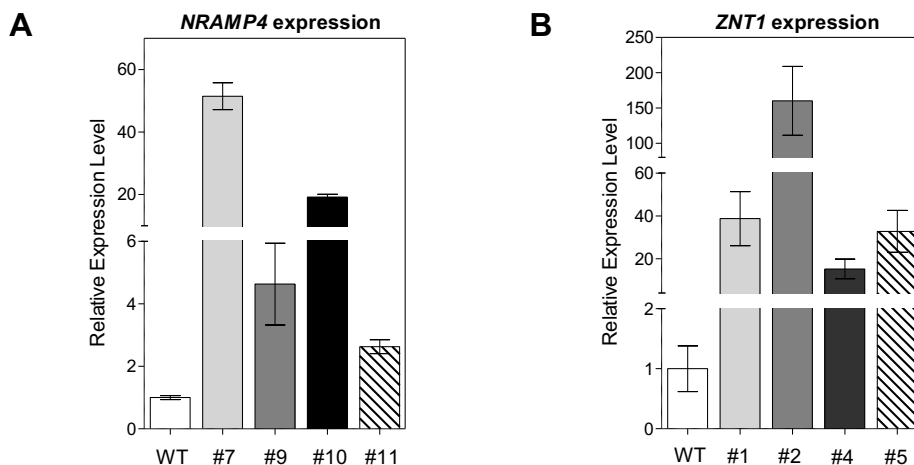 A
NRAMP4 expression
Relative Expression Level
60
40
20
6
4
2
0
WT #7 #9 #10 #11
B
ZNT1 expression
Relative Expression Level
250
200
150
100
60
40
20
2
1
0
WT #1 #2 #4 #5